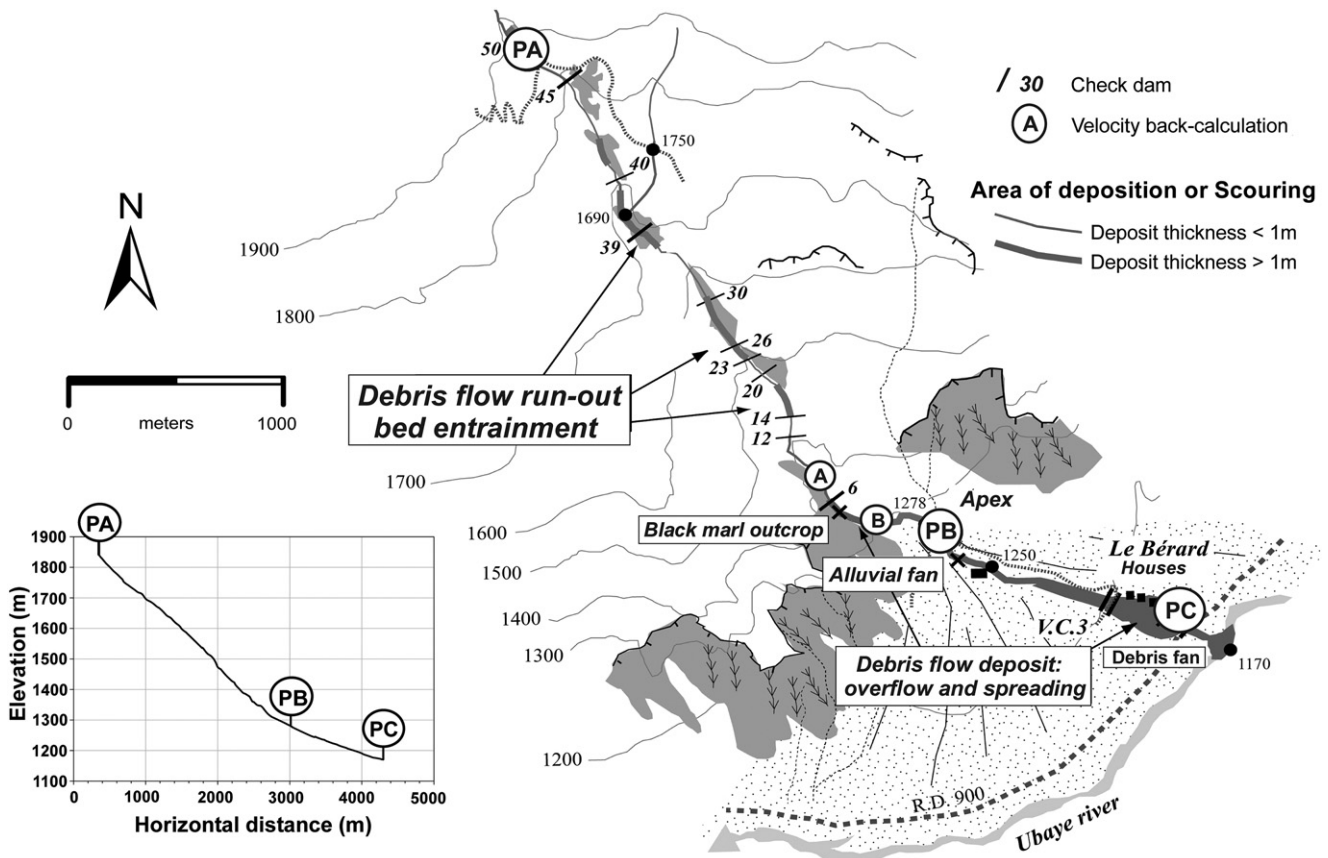 50
PA
45
/ 30 Check dam
A Velocity back-calculation
1750
40
Area of deposition or Scouring
Deposit thickness < 1m
Deposit thickness > 1m
N
1690
39
1900
1800
30
26
23
20
0 meters 1000
Debris flow run-out
bed entrainment
14
12
1700
A
6
1278
Apex
B
PB
Black marl outcrop
1600
1250
Le Bérard
Houses
Alluvial fan
1500
PC
V.C.3
1400
1300
Debris flow deposit:
overflow and spreading
Debris fan
1170
1200
R.D. 900
Ubaye river
PA
PB
PC
Elevation (m)
1900
1800
1700
1600
1500
1400
1300
1200
1100
0 1000 2000 3000 4000 5000
Horizontal distance (m)